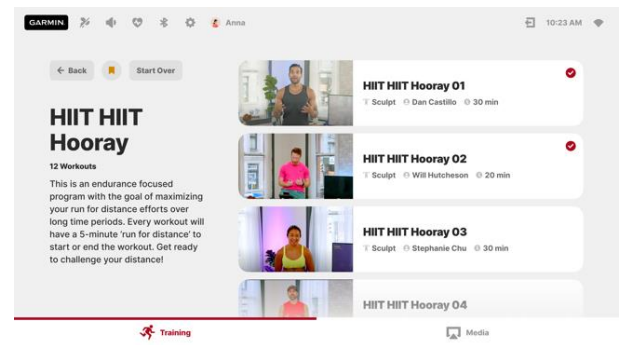 GARMIN Anna 10:23 AM
← Back Start Over
HIIT HIIT
Hooray
12 Workouts
This is an endurance focused
program with the goal of maximizing
your run for distance efforts over
long time periods. Every workout will
have a 5-minute 'run for distance' to
start or end the workout. Get ready
to challenge your distance!
HIIT HIIT Hooray 01
Sculpt Dan Castillo 30 min
HIIT HIIT Hooray 02
Sculpt Will Hutcheson 20 min
HIIT HIIT Hooray 03
Sculpt Stephanie Chu 30 min
HIIT HIIT Hooray 04
Training Media